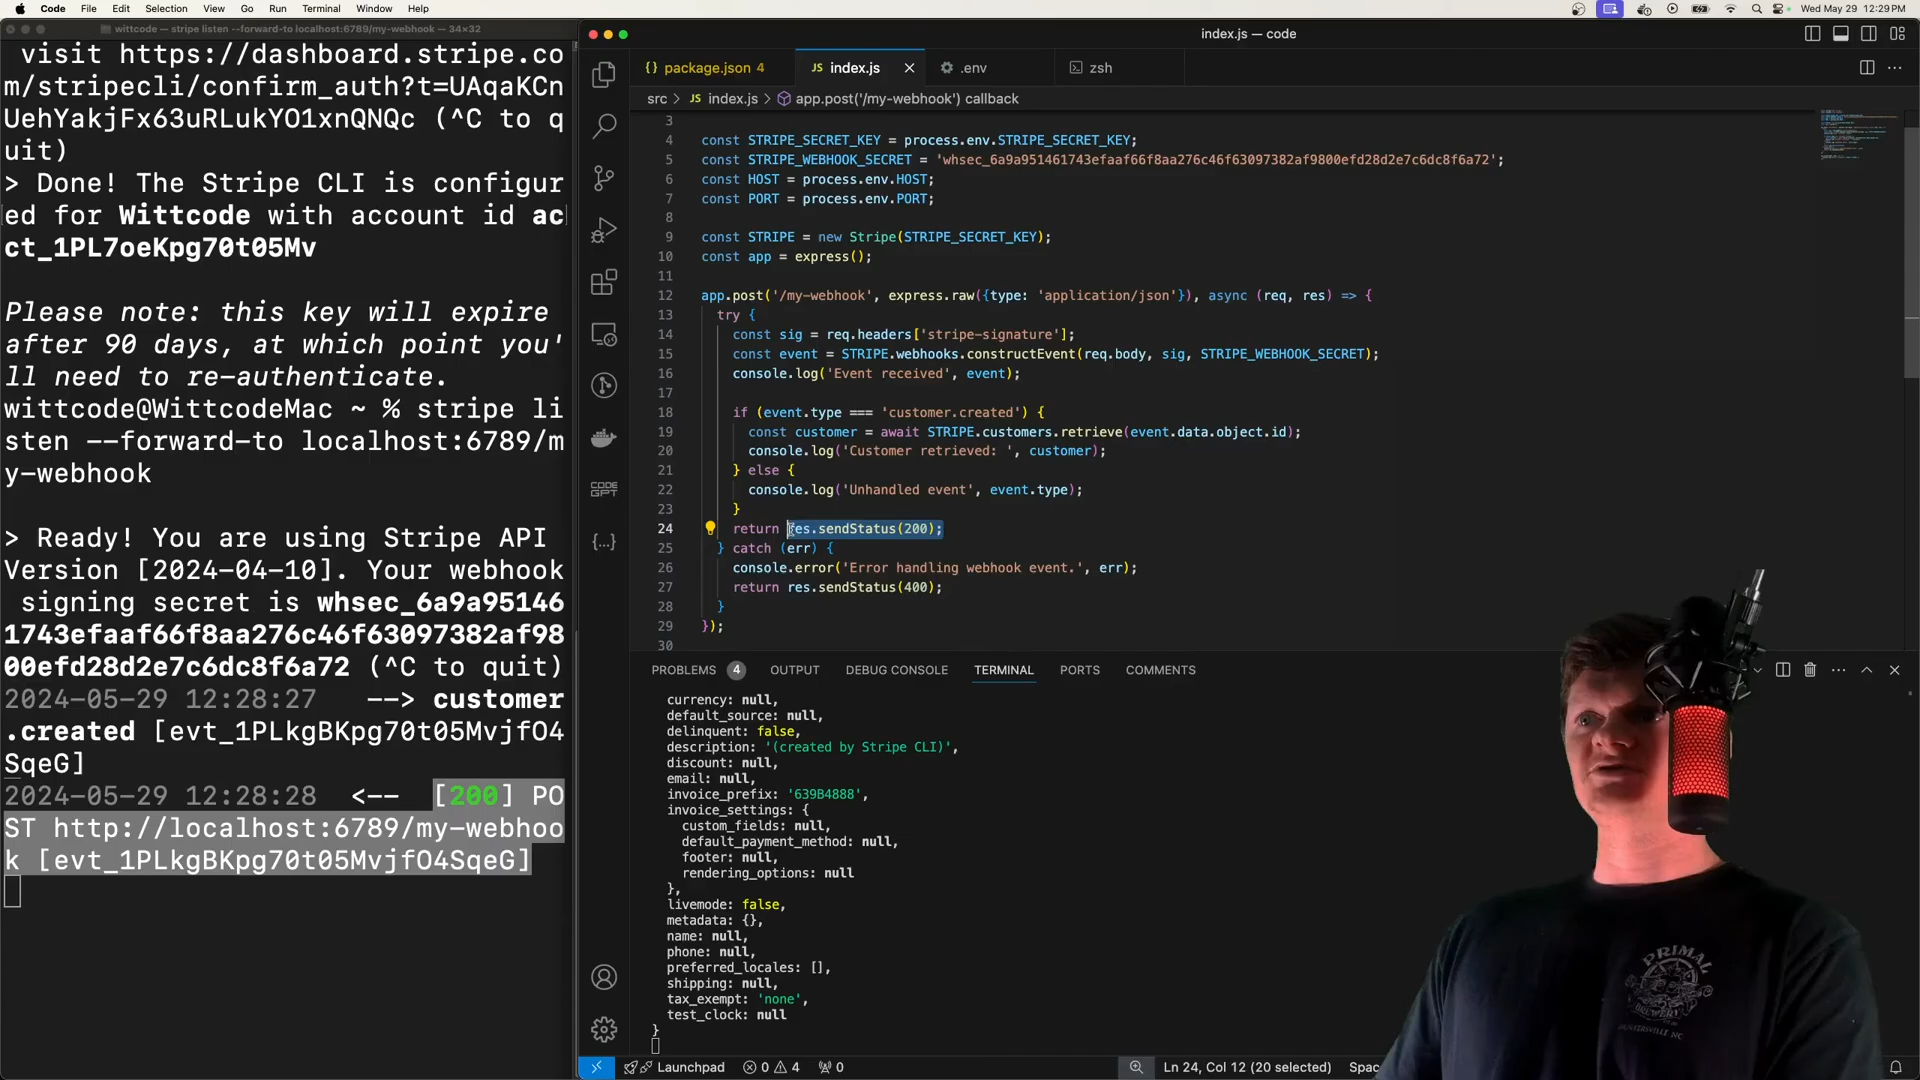 Code File Edit Selection View Go Run Terminal Window Help
Wed May 29 12:29 PM
wittcode — stripe listen --forward-to localhost:6789/my-webhook — 34×32
visit https://dashboard.stripe.co
m/stripecli/confirm_auth?t=UAqaKCn
UehYakjFx63uRLukYO1xnQNQc (^C to q
uit)
> Done! The Stripe CLI is configur
ed for Wittcode with account id ac
ct_1PL7oeKpg70t05Mv
Please note: this key will expire
after 90 days, at which point you'
ll need to re-authenticate.
wittcode@WittcodeMac ~ % stripe li
sten --forward-to localhost:6789/m
y-webhook
> Ready! You are using Stripe API
Version [2024-04-10]. Your webhook
signing secret is whsec_6a9a95146
1743efaaf66f8aa276c46f63097382af98
00efd28d2e7c6dc8f6a72 (^C to quit)
2024-05-29 12:28:27 --> customer
.created [evt_1PLkgBKpg70t05MvjfO4
SqeG]
2024-05-29 12:28:28 <-- [200] PO
ST http://localhost:6789/my-webhoo
k [evt_1PLkgBKpg70t05MvjfO4SqeG]
index.js — code
package.json 4
JS index.js
.env
zsh
src > JS index.js > app.post('/my-webhook') callback
3
4 const STRIPE_SECRET_KEY = process.env.STRIPE_SECRET_KEY;
5 const STRIPE_WEBHOOK_SECRET = 'whsec_6a9a951461743efaaf66f8aa276c46f63097382af9800efd28d2e7c6dc8f6a72';
6 const HOST = process.env.HOST;
7 const PORT = process.env.PORT;
8
9 const STRIPE = new Stripe(STRIPE_SECRET_KEY);
10 const app = express();
11
12 app.post('/my-webhook', express.raw({type: 'application/json'}), async (req, res) => {
13 try {
14 const sig = req.headers['stripe-signature'];
15 const event = STRIPE.webhooks.constructEvent(req.body, sig, STRIPE_WEBHOOK_SECRET);
16 console.log('Event received', event);
17
18 if (event.type === 'customer.created') {
19 const customer = await STRIPE.customers.retrieve(event.data.object.id);
20 console.log('Customer retrieved: ', customer);
21 } else {
22 console.log('Unhandled event', event.type);
23 }
24 return res.sendStatus(200);
25 } catch (err) {
26 console.error('Error handling webhook event.', err);
27 return res.sendStatus(400);
28 }
29 });
30
CODE GPT
PROBLEMS 4 OUTPUT DEBUG CONSOLE TERMINAL PORTS COMMENTS
currency: null,
default_source: null,
delinquent: false,
description: '(created by Stripe CLI)',
discount: null,
email: null,
invoice_prefix: '639B4888',
invoice_settings: {
custom_fields: null,
default_payment_method: null,
footer: null,
rendering_options: null
},
livemode: false,
metadata: {},
name: null,
phone: null,
preferred_locales: [],
shipping: null,
tax_exempt: 'none',
test_clock: null
}
PRIMAL
BREWERY
HUNTERSVILLE NC
Launchpad 0 4 0
Ln 24, Col 12 (20 selected) Spac